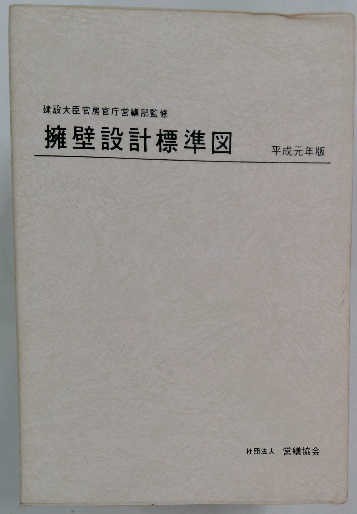 建設大臣官房官庁営繕部監修
擁壁設計標準図 平成元年版
社団法人 営繕協会